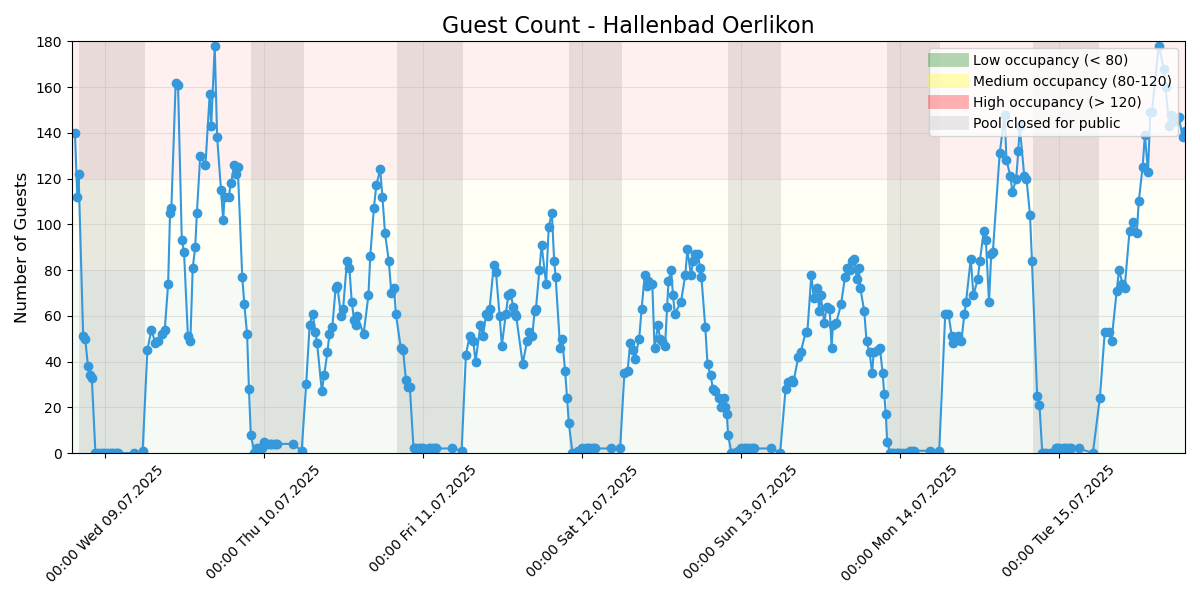 Guest Count - Hallenbad Oerlikon
Number of Guests
180
160
140
120
100
80
60
40
20
0
Low occupancy (< 80)
Medium occupancy (80-120)
High occupancy (> 120)
Pool closed for public
00:00 Wed 09.07.2025
00:00 Thu 10.07.2025
00:00 Fri 11.07.2025
00:00 Sat 12.07.2025
00:00 Sun 13.07.2025
00:00 Mon 14.07.2025
00:00 Tue 15.07.2025